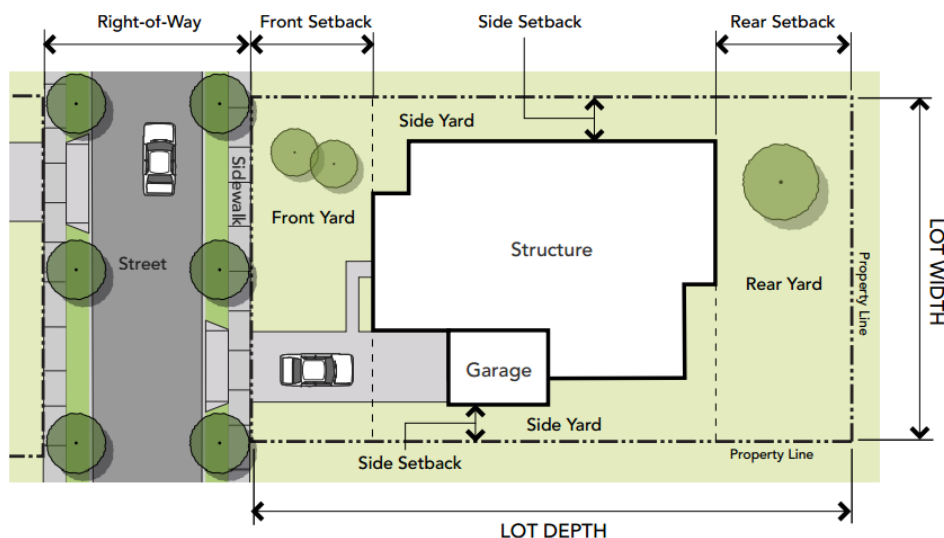 Right-of-Way
Front Setback
Side Setback
Rear Setback
Side Yard
Sidewalk
Front Yard
Structure
Street
Rear Yard
Property Line
LOT WIDTH
Garage
Side Yard
Side Setback
Property Line
LOT DEPTH